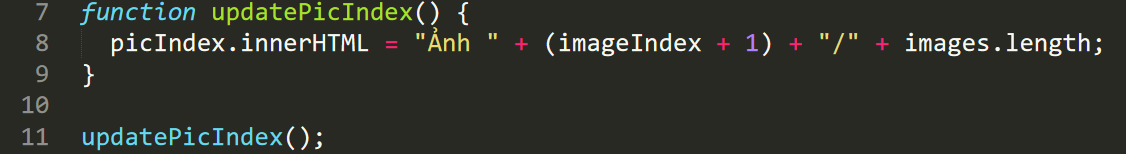 7 function updatePicIndex() {
8 picIndex.innerHTML = "Ảnh " + (imageIndex + 1) + "/" + images.length;
9 }
10
11 updatePicIndex();